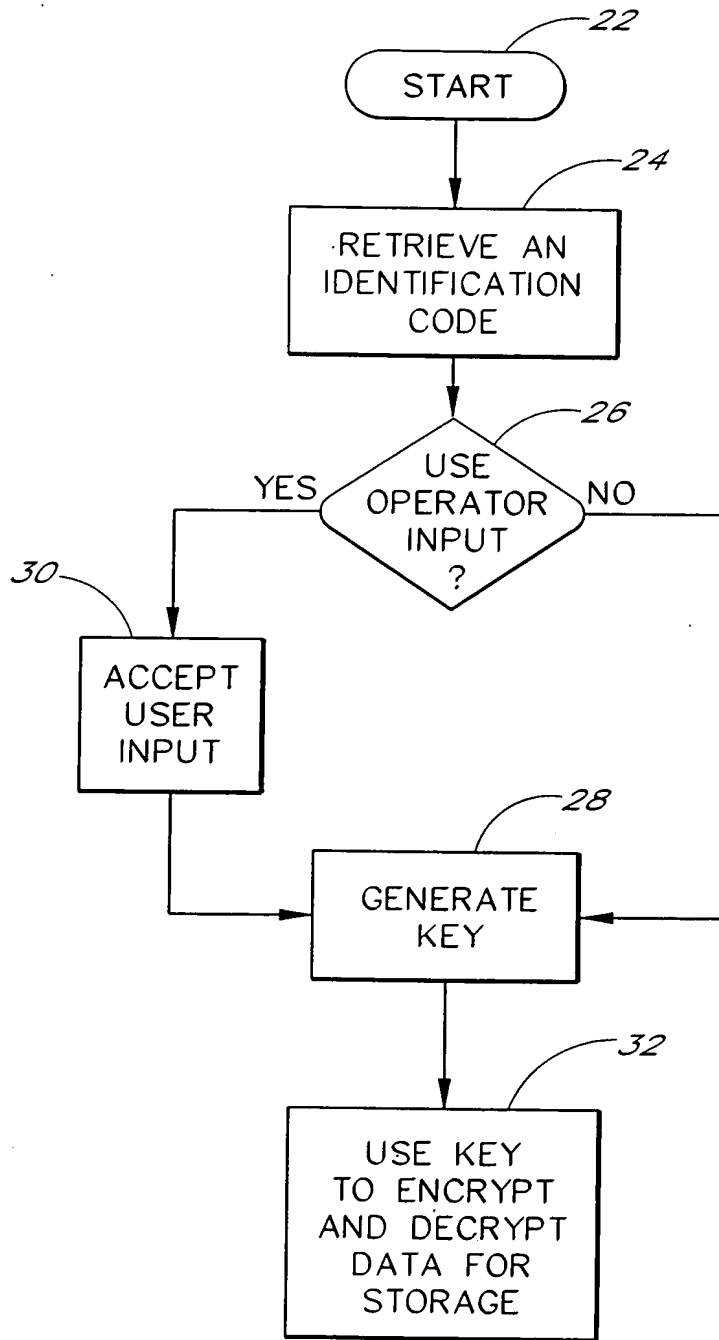 22
START
24
RETRIEVE AN
IDENTIFICATION
CODE
26
USE
OPERATOR
INPUT
?
YES
NO
30
ACCEPT
USER
INPUT
28
GENERATE
KEY
32
USE KEY
TO ENCRYPT
AND DECRYPT
DATA FOR
STORAGE